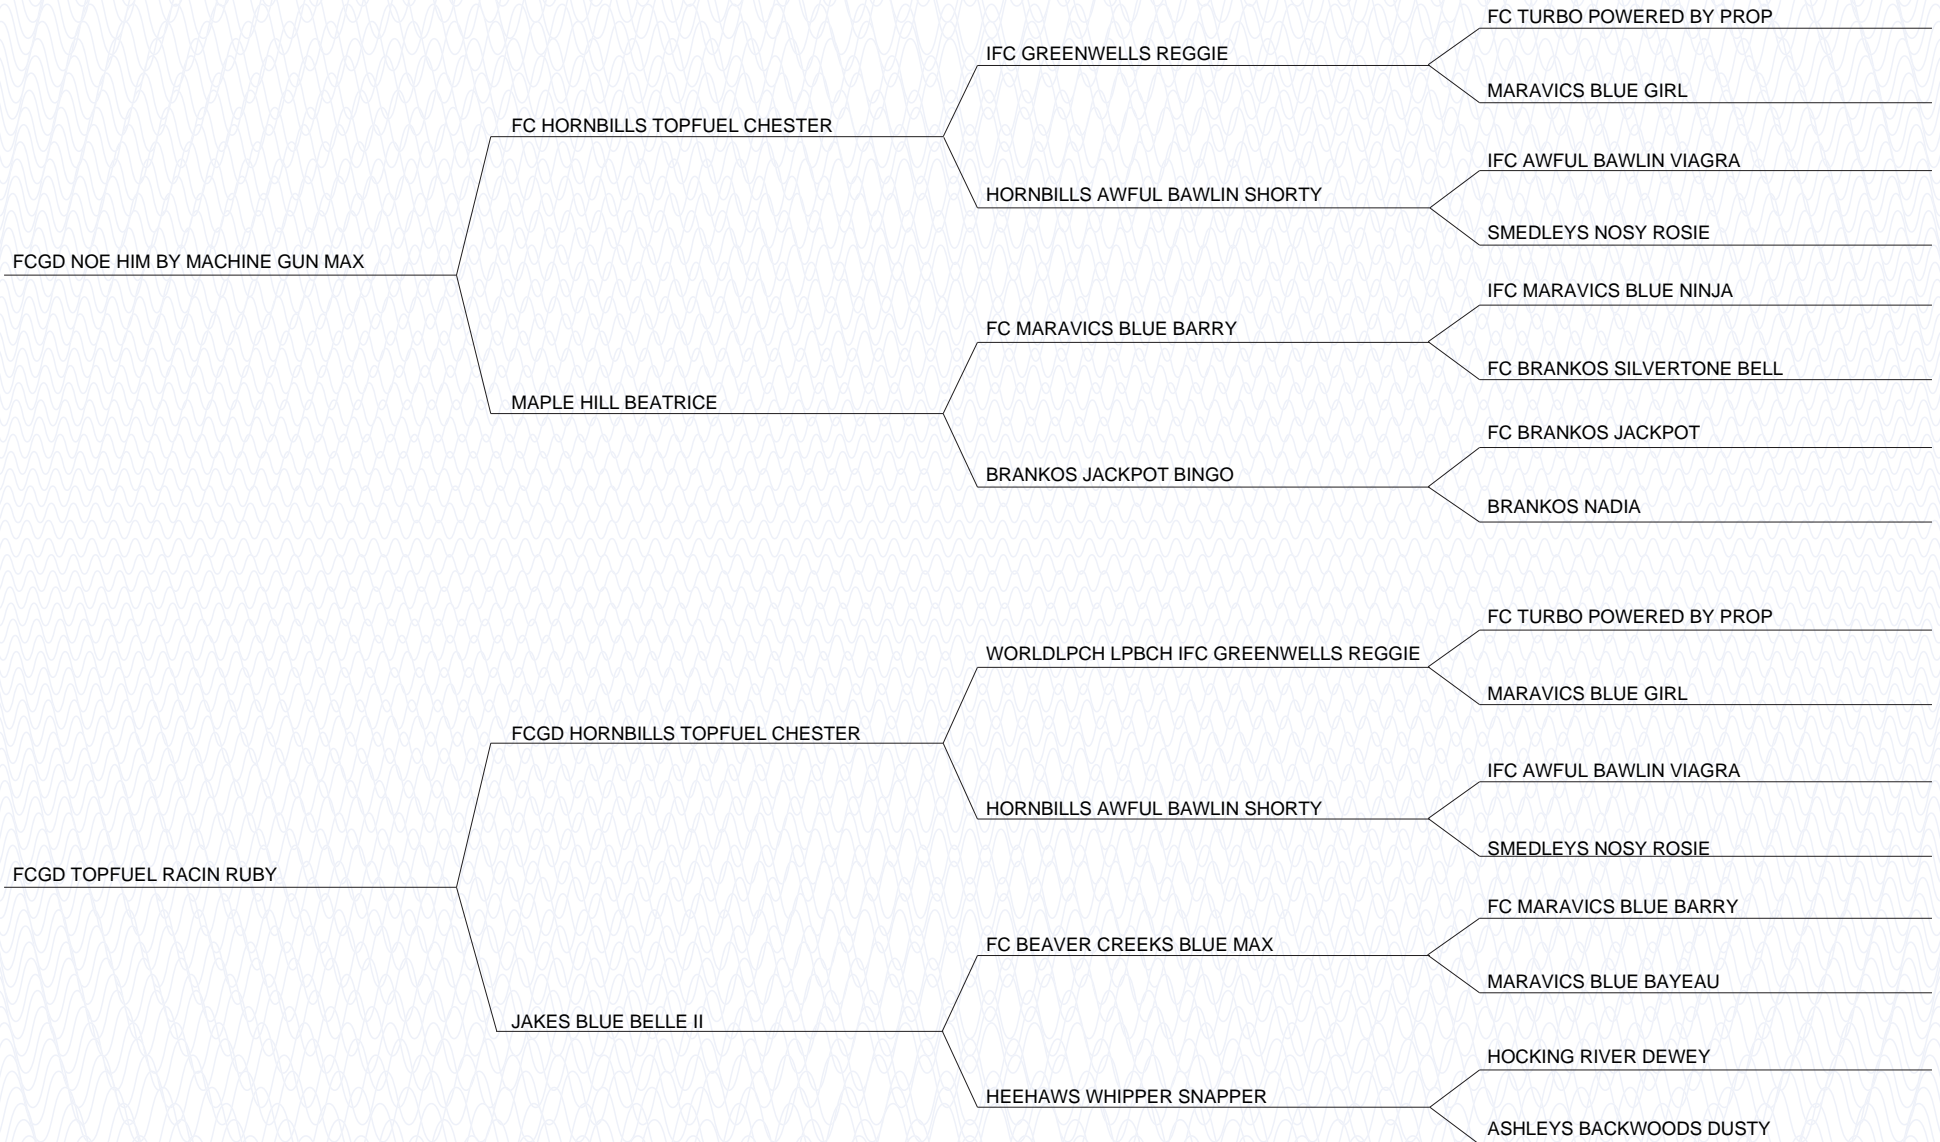 FC TURBO POWERED BY PROP
IFC GREENWELLS REGGIE
MARAVICS BLUE GIRL
FC HORNBILLS TOPFUEL CHESTER
IFC AWFUL BAWLIN VIAGRA
HORNBILLS AWFUL BAWLIN SHORTY
SMEDLEYS NOSY ROSIE
FCGD NOE HIM BY MACHINE GUN MAX
IFC MARAVICS BLUE NINJA
FC MARAVICS BLUE BARRY
FC BRANKOS SILVERTONE BELL
MAPLE HILL BEATRICE
FC BRANKOS JACKPOT
BRANKOS JACKPOT BINGO
BRANKOS NADIA
FC TURBO POWERED BY PROP
WORLDLPCH LPBCH IFC GREENWELLS REGGIE
MARAVICS BLUE GIRL
FCGD HORNBILLS TOPFUEL CHESTER
IFC AWFUL BAWLIN VIAGRA
HORNBILLS AWFUL BAWLIN SHORTY
SMEDLEYS NOSY ROSIE
FCGD TOPFUEL RACIN RUBY
FC MARAVICS BLUE BARRY
FC BEAVER CREEKS BLUE MAX
MARAVICS BLUE BAYEAU
JAKES BLUE BELLE II
HOCKING RIVER DEWEY
HEEHAWS WHIPPER SNAPPER
ASHLEYS BACKWOODS DUSTY